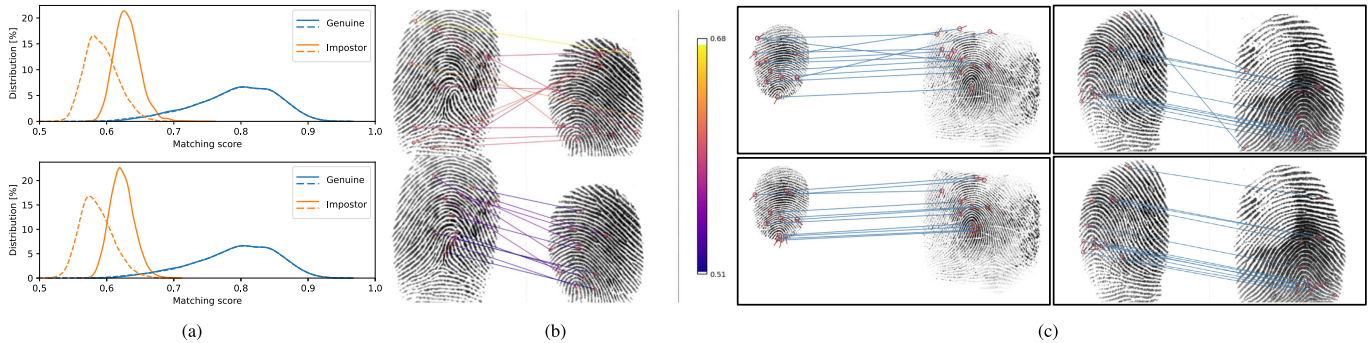 20
15
10
5
0
Distribution [%]
Genuine
Impostor
0.5 0.6 0.7 0.8 0.9 1.0
Matching score
20
15
10
5
0
Distribution [%]
Genuine
Impostor
0.5 0.6 0.7 0.8 0.9 1.0
Matching score
(a)
0.68
0.51
(b)
(c)